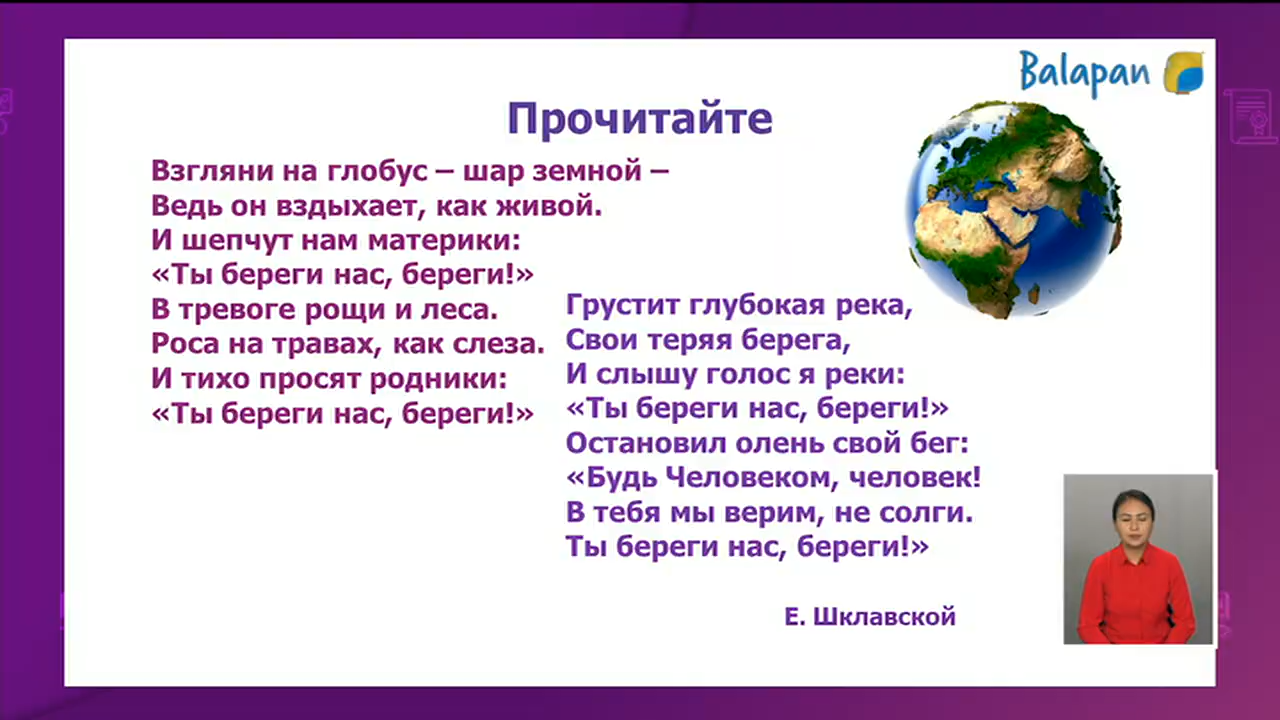 Balapan
Прочитайте
Взгляни на глобус – шар земной –
Ведь он вздыхает, как живой.
И шепчут нам материки:
«Ты береги нас, береги!»
В тревоге рощи и леса.
Роса на травах, как слеза.
И тихо просят родники:
«Ты береги нас, береги!»
Грустит глубокая река,
Свои теряя берега,
И слышу голос я реки:
«Ты береги нас, береги!»
Остановил олень свой бег:
«Будь Человеком, человек!
В тебя мы верим, не солги.
Ты береги нас, береги!»
Е. Шклавской